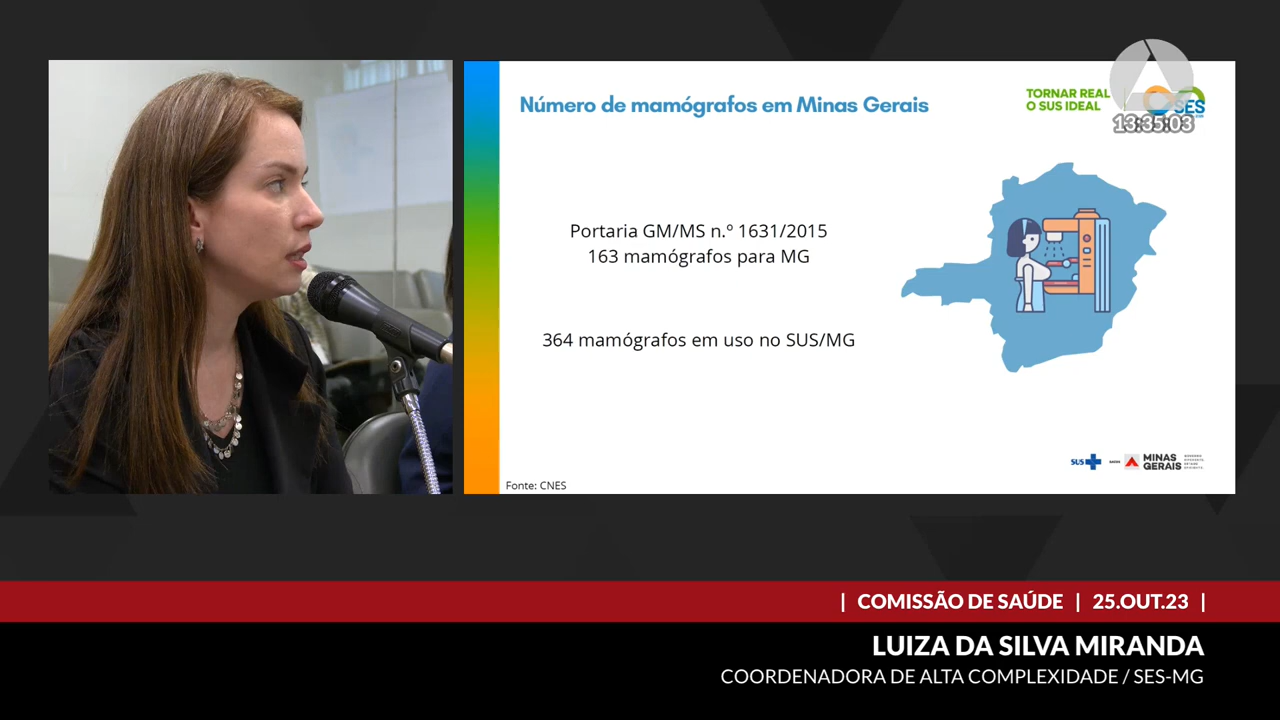 Número de mamógrafos em Minas Gerais
TORNAR REAL
O SUS IDEAL
SES
13:35:03
Portaria GM/MS n.º 1631/2015
163 mamógrafos para MG
364 mamógrafos em uso no SUS/MG
SUS
MINAS
GERAIS
Fonte: CNES
| COMISSÃO DE SAÚDE | 25.OUT.23 |
LUIZA DA SILVA MIRANDA
COORDENADORA DE ALTA COMPLEXIDADE / SES-MG